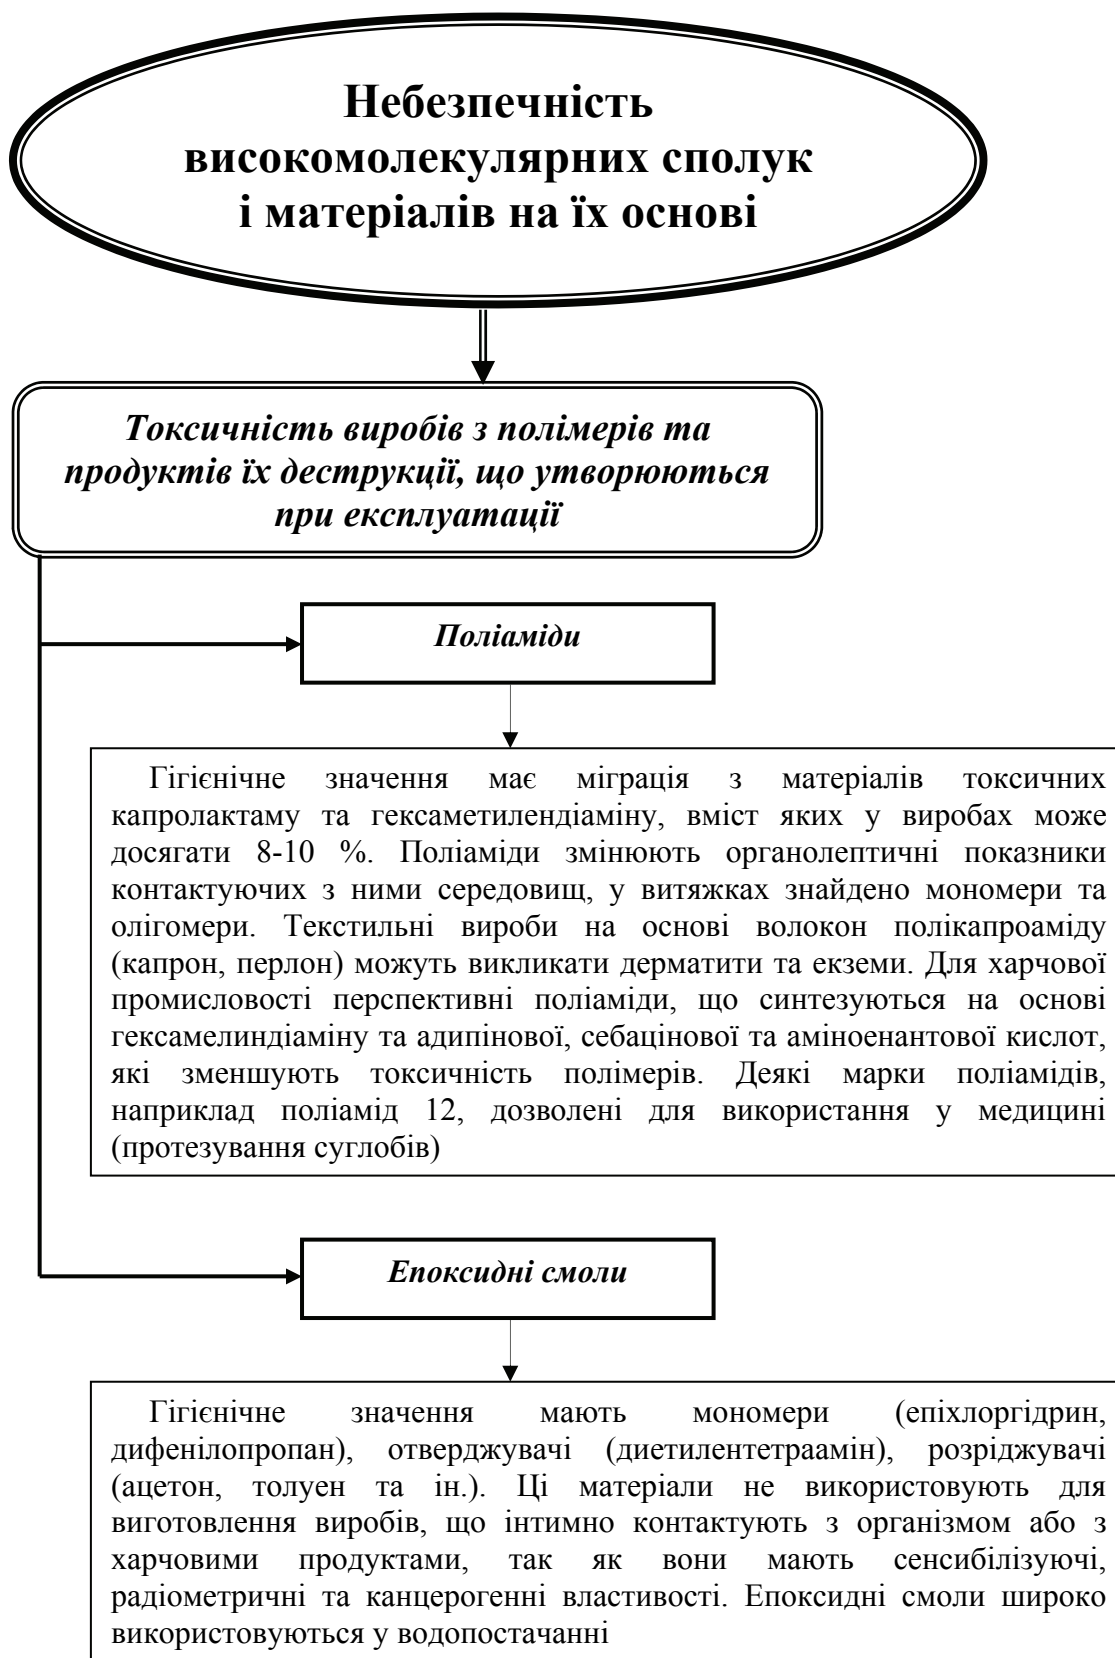 Небезпечність
високомолекулярних сполук
і матеріалів на їх основі
Токсичність виробів з полімерів та
продуктів їх деструкції, що утворюються
при експлуатації
Поліаміди
Гігієнічне значення має міграція з матеріалів токсичних
капролактаму та гексаметилендіаміну, вміст яких у виробах може
досягати 8-10 %. Поліаміди змінюють органолептичні показники
контактуючих з ними середовищ, у витяжках знайдено мономери та
олігомери. Текстильні вироби на основі волокон полікапроаміду
(капрон, перлон) можуть викликати дерматити та екземи. Для харчової
промисловості перспективні поліаміди, що синтезуються на основі
гексамелиндіаміну та адипінової, себацінової та аміноенантової кислот,
які зменшують токсичність полімерів. Деякі марки поліамідів,
наприклад поліамід 12, дозволені для використання у медицині
(протезування суглобів)
Епоксидні смоли
Гігієнічне значення мають мономери (епіхлоргідрин,
дифенілопропан), отверджувачі (диетилентетраамін), розріджувачі
(ацетон, толуен та ін.). Ці матеріали не використовують для
виготовлення виробів, що інтимно контактують з організмом або з
харчовими продуктами, так як вони мають сенсибілізуючі,
радіометричні та канцерогенні властивості. Епоксидні смоли широко
використовуються у водопостачанні